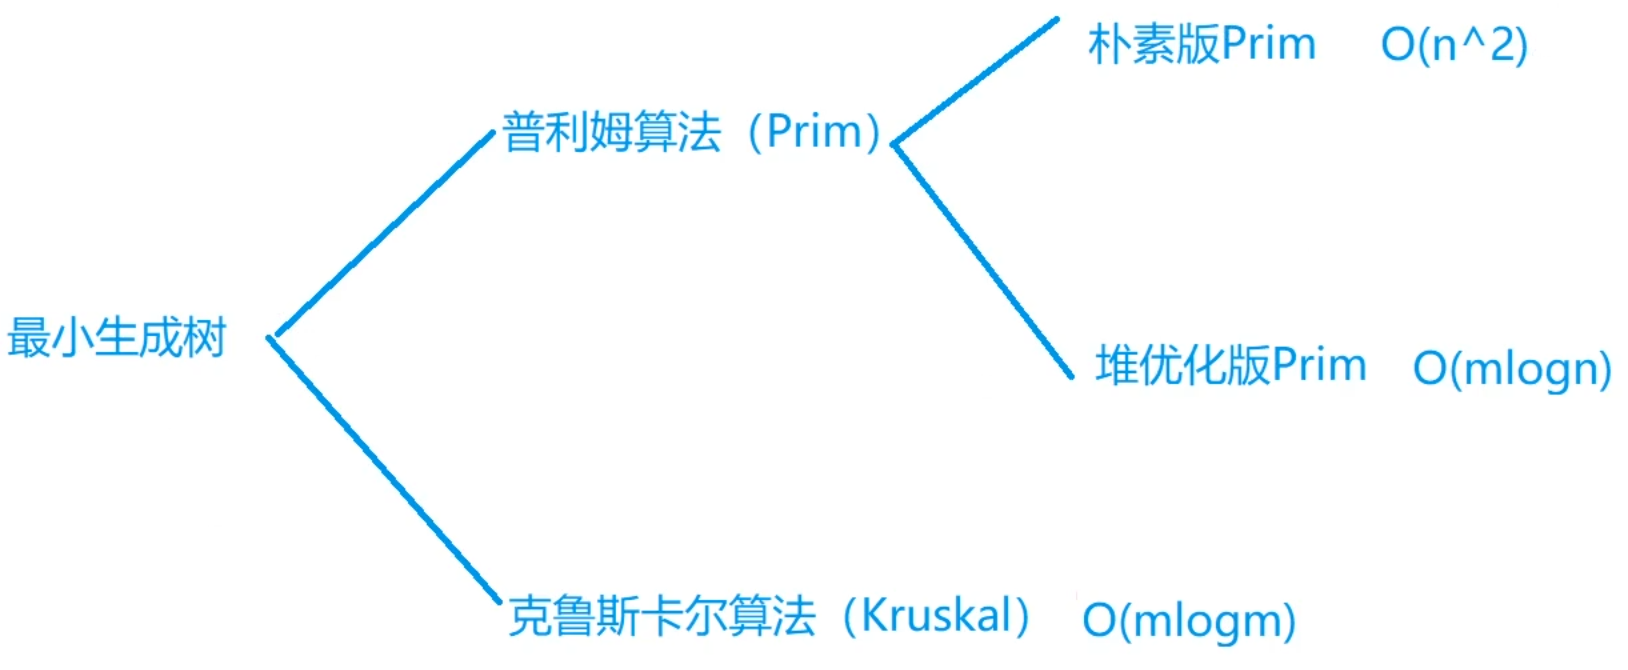 朴素版Prim O(n^2)
普利姆算法（Prim）
最小生成树
堆优化版Prim O(mlogn)
克鲁斯卡尔算法（Kruskal） O(mlogm)